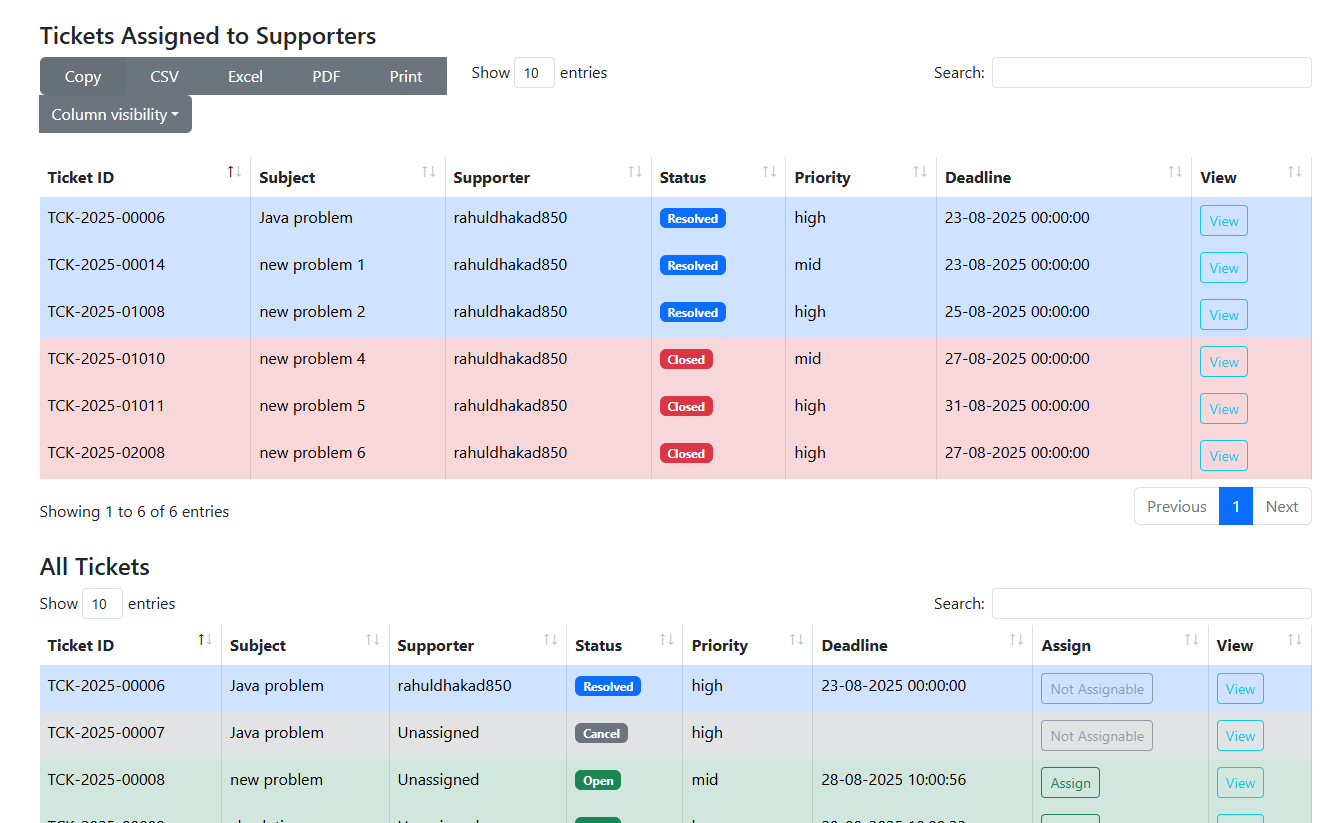 Tickets Assigned to Supporters
Copy CSV Excel PDF Print Show 10 entries Search:
Column visibility
Ticket ID Subject Supporter Status Priority Deadline View
TCK-2025-00006 Java problem rahuldhakad850 Resolved high 23-08-2025 00:00:00 View
TCK-2025-00014 new problem 1 rahuldhakad850 Resolved mid 23-08-2025 00:00:00 View
TCK-2025-01008 new problem 2 rahuldhakad850 Resolved high 25-08-2025 00:00:00 View
TCK-2025-01010 new problem 4 rahuldhakad850 Closed mid 27-08-2025 00:00:00 View
TCK-2025-01011 new problem 5 rahuldhakad850 Closed high 31-08-2025 00:00:00 View
TCK-2025-02008 new problem 6 rahuldhakad850 Closed high 27-08-2025 00:00:00 View
Showing 1 to 6 of 6 entries Previous 1 Next
All Tickets
Show 10 entries Search:
Ticket ID Subject Supporter Status Priority Deadline Assign View
TCK-2025-00006 Java problem rahuldhakad850 Resolved high 23-08-2025 00:00:00 Not Assignable View
TCK-2025-00007 Java problem Unassigned Cancel high Not Assignable View
TCK-2025-00008 new problem Unassigned Open mid 28-08-2025 10:00:56 Assign View